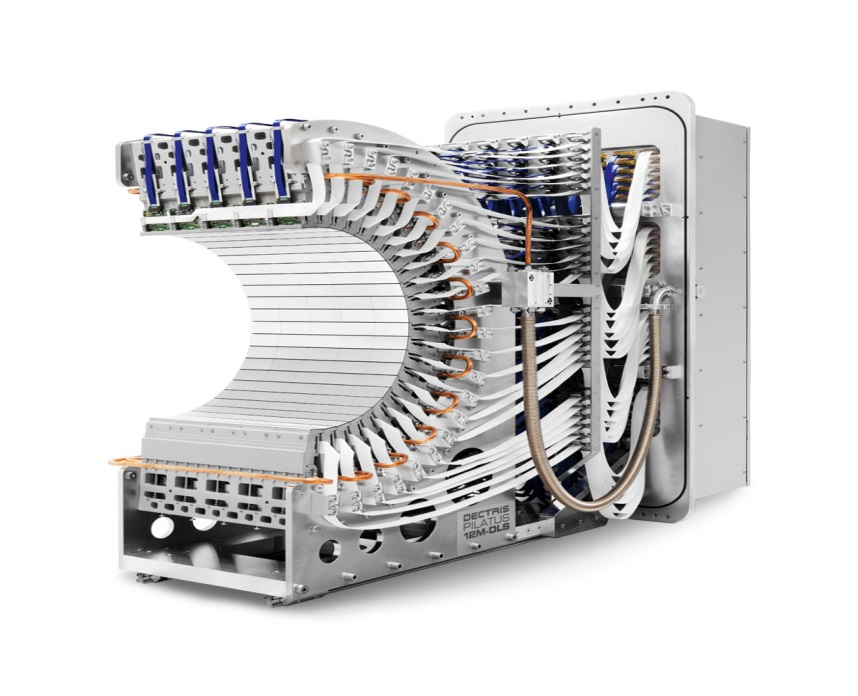 DECTRIS
PILATUS
12M-DLS